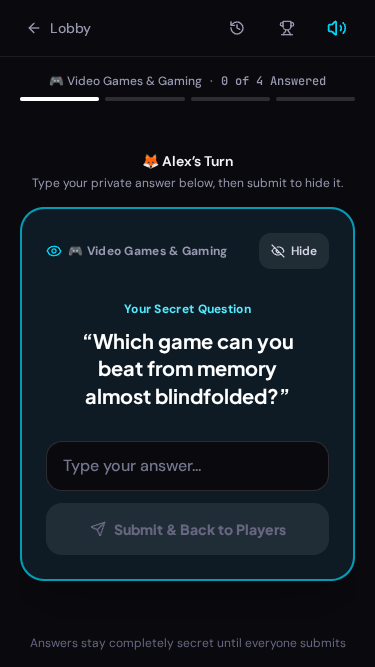 Lobby
🎮 Video Games & Gaming · 0 of 4 Answered
🦊 Alex’s Turn
Type your private answer below, then submit to hide it.
🎮 Video Games & Gaming
Hide
Your Secret Question
“Which game can you
beat from memory
almost blindfolded?”
Type your answer...
Submit & Back to Players
Answers stay completely secret until everyone submits